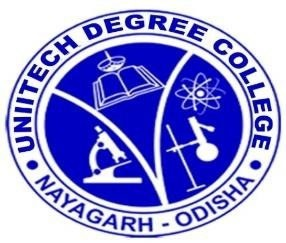 • UNIITECH DEGREE COLLEGE •
NAYAGARH - ODISHA